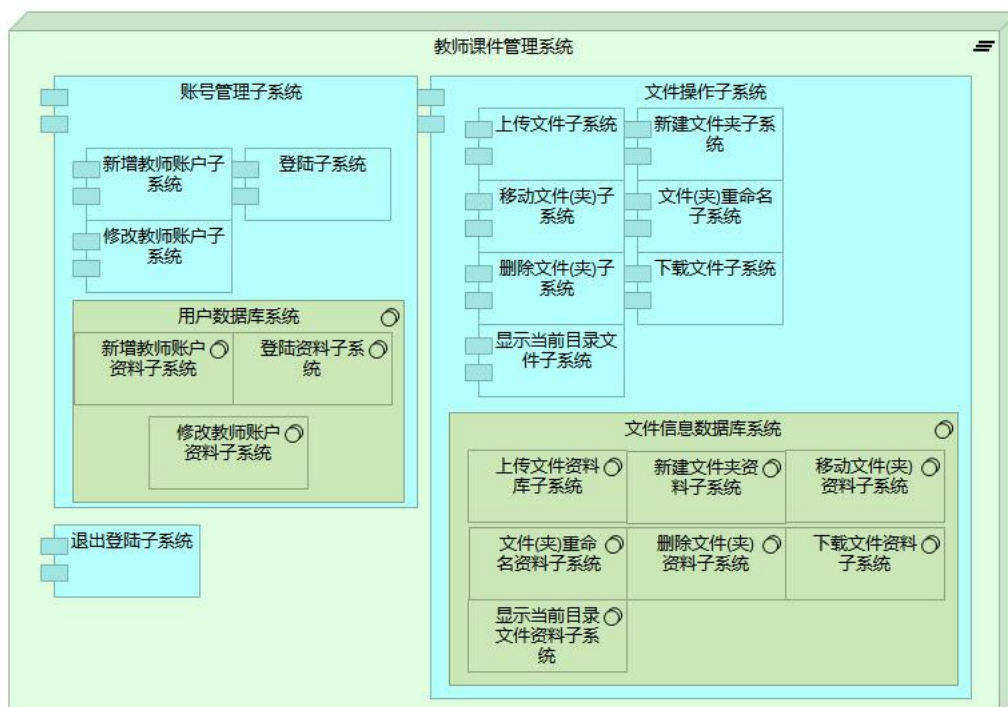 教师课件管理系统
账号管理子系统
新增教师账户子
系统
登陆子系统
修改教师账户子
系统
用户数据库系统
新增教师账户
资料子系统
登陆资料子系
统
修改教师账户
资料子系统
退出登陆子系统
文件操作子系统
上传文件子系统
新建文件夹子系
统
移动文件(夹)子
系统
文件(夹)重命名
子系统
删除文件(夹)子
系统
下载文件子系统
显示当前目录文
件子系统
文件信息数据库系统
上传文件资料
库子系统
新建文件夹资
料子系统
移动文件(夹)
资料子系统
文件(夹)重命
名资料子系统
删除文件(夹)
资料子系统
下载文件资料
子系统
显示当前目录
文件资料子系
统